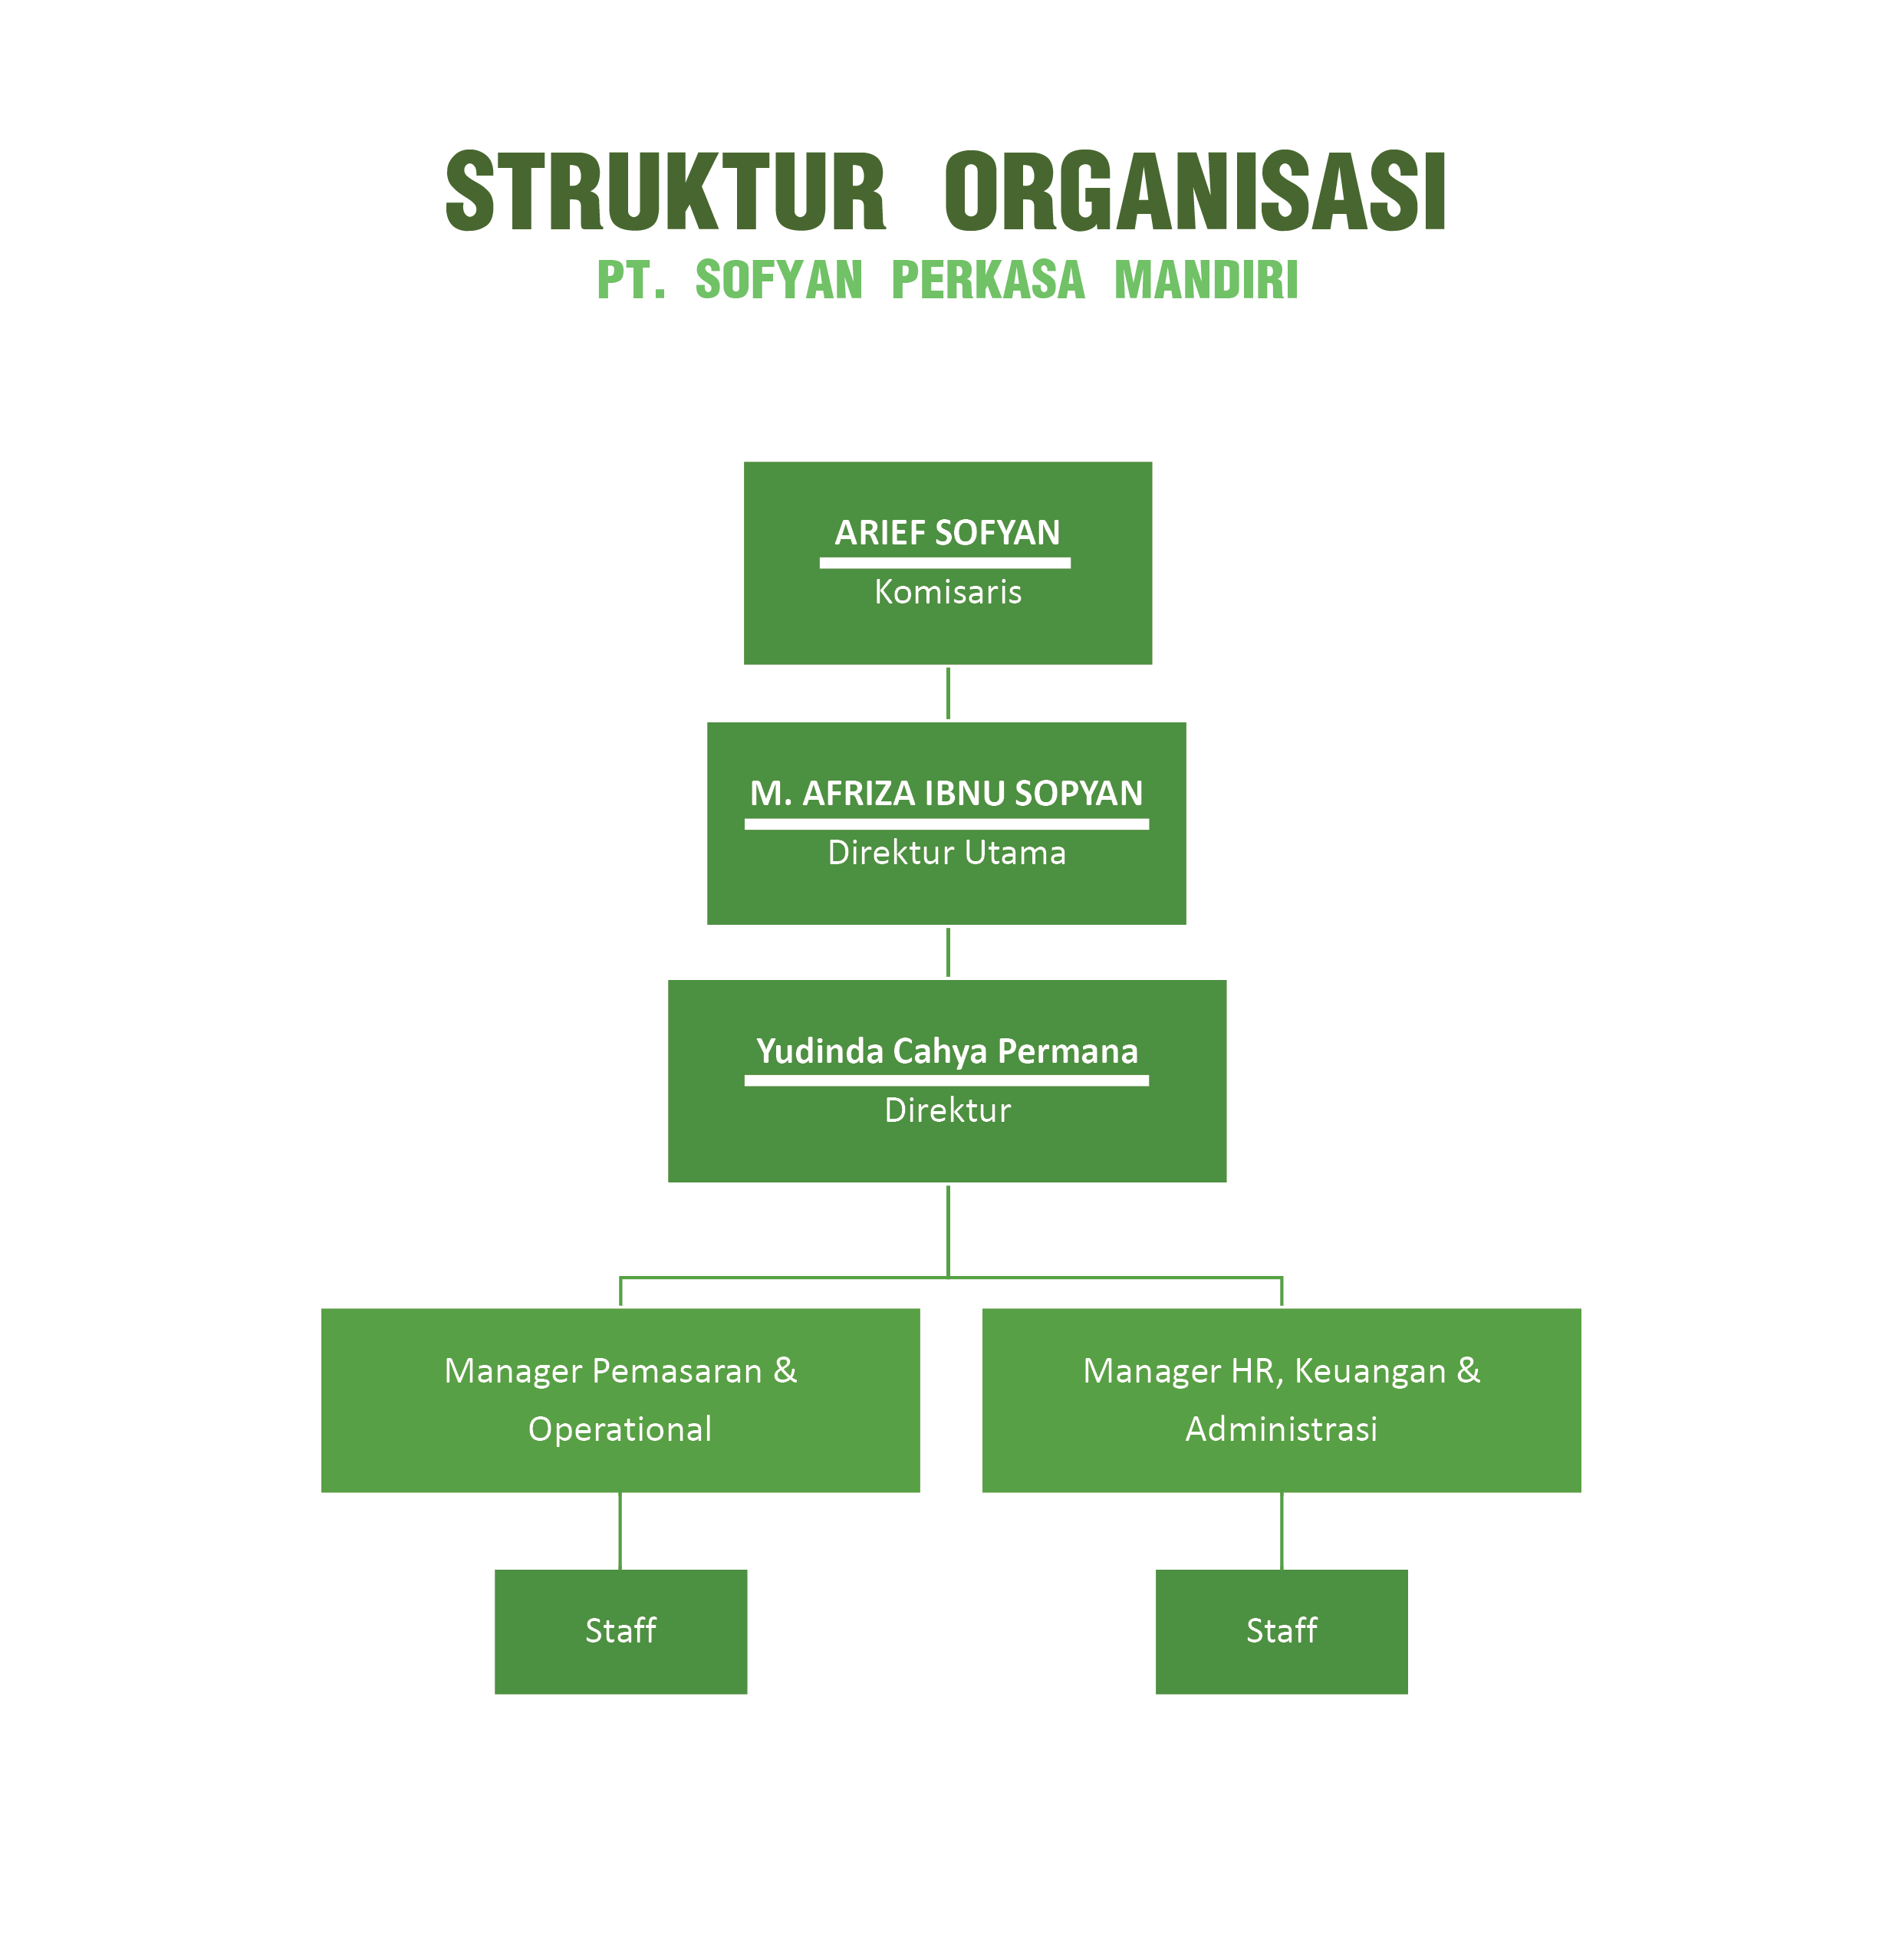 STRUKTUR ORGANISASI
PT. SOFYAN PERKASA MANDIRI
ARIEF SOFYAN
Komisaris
M. AFRIZA IBNU SOPYAN
Direktur Utama
Yudinda Cahya Permana
Direktur
Manager Pemasaran &
Operational
Manager HR, Keuangan &
Administrasi
Staff
Staff